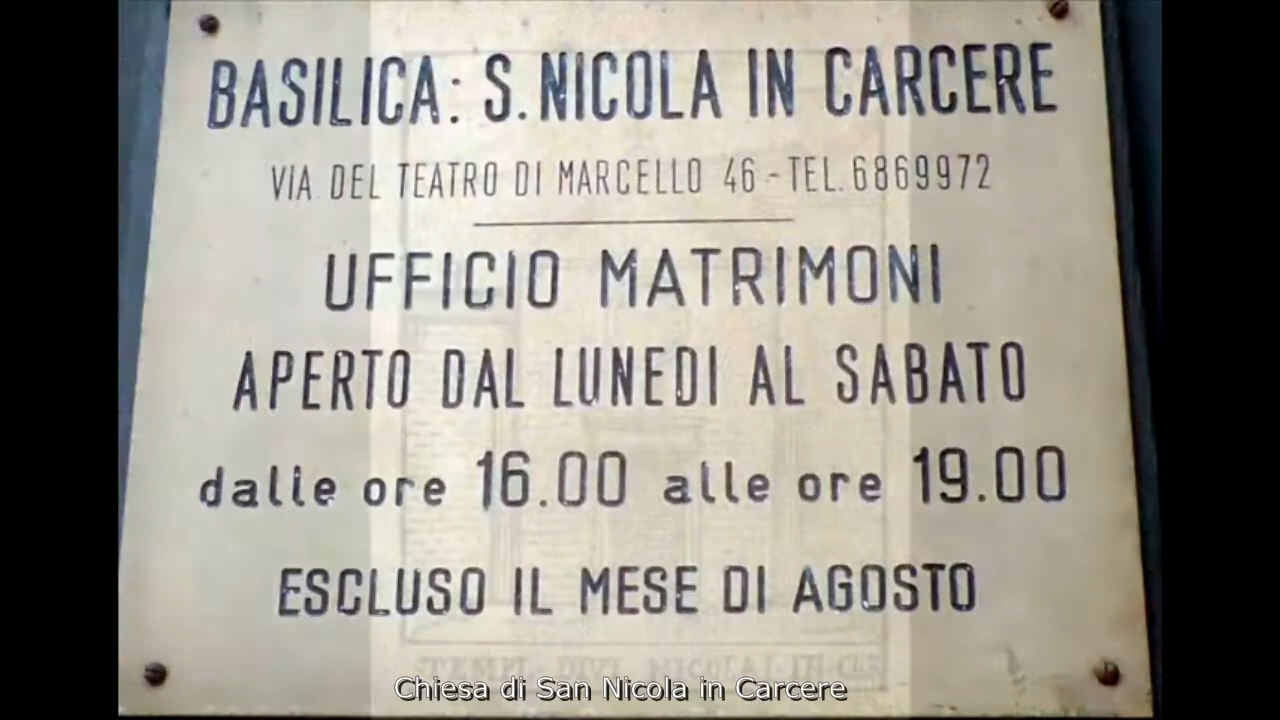 BASILICA: S. NICOLA IN CARCERE
VIA DEL TEATRO DI MARCELLO 46 - TEL. 6869972
UFFICIO MATRIMONI
APERTO DAL LUNEDI AL SABATO
dalle ore 16.00 alle ore 19.00
ESCLUSO IL MESE DI AGOSTO
Chiesa di San Nicola in Carcere